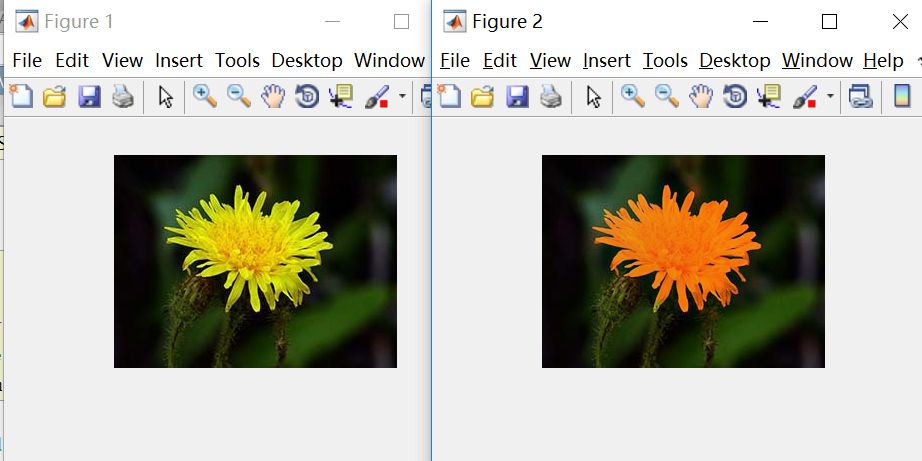 Figure 1
File Edit View Insert Tools Desktop Window
Figure 2
File Edit View Insert Tools Desktop Window Help